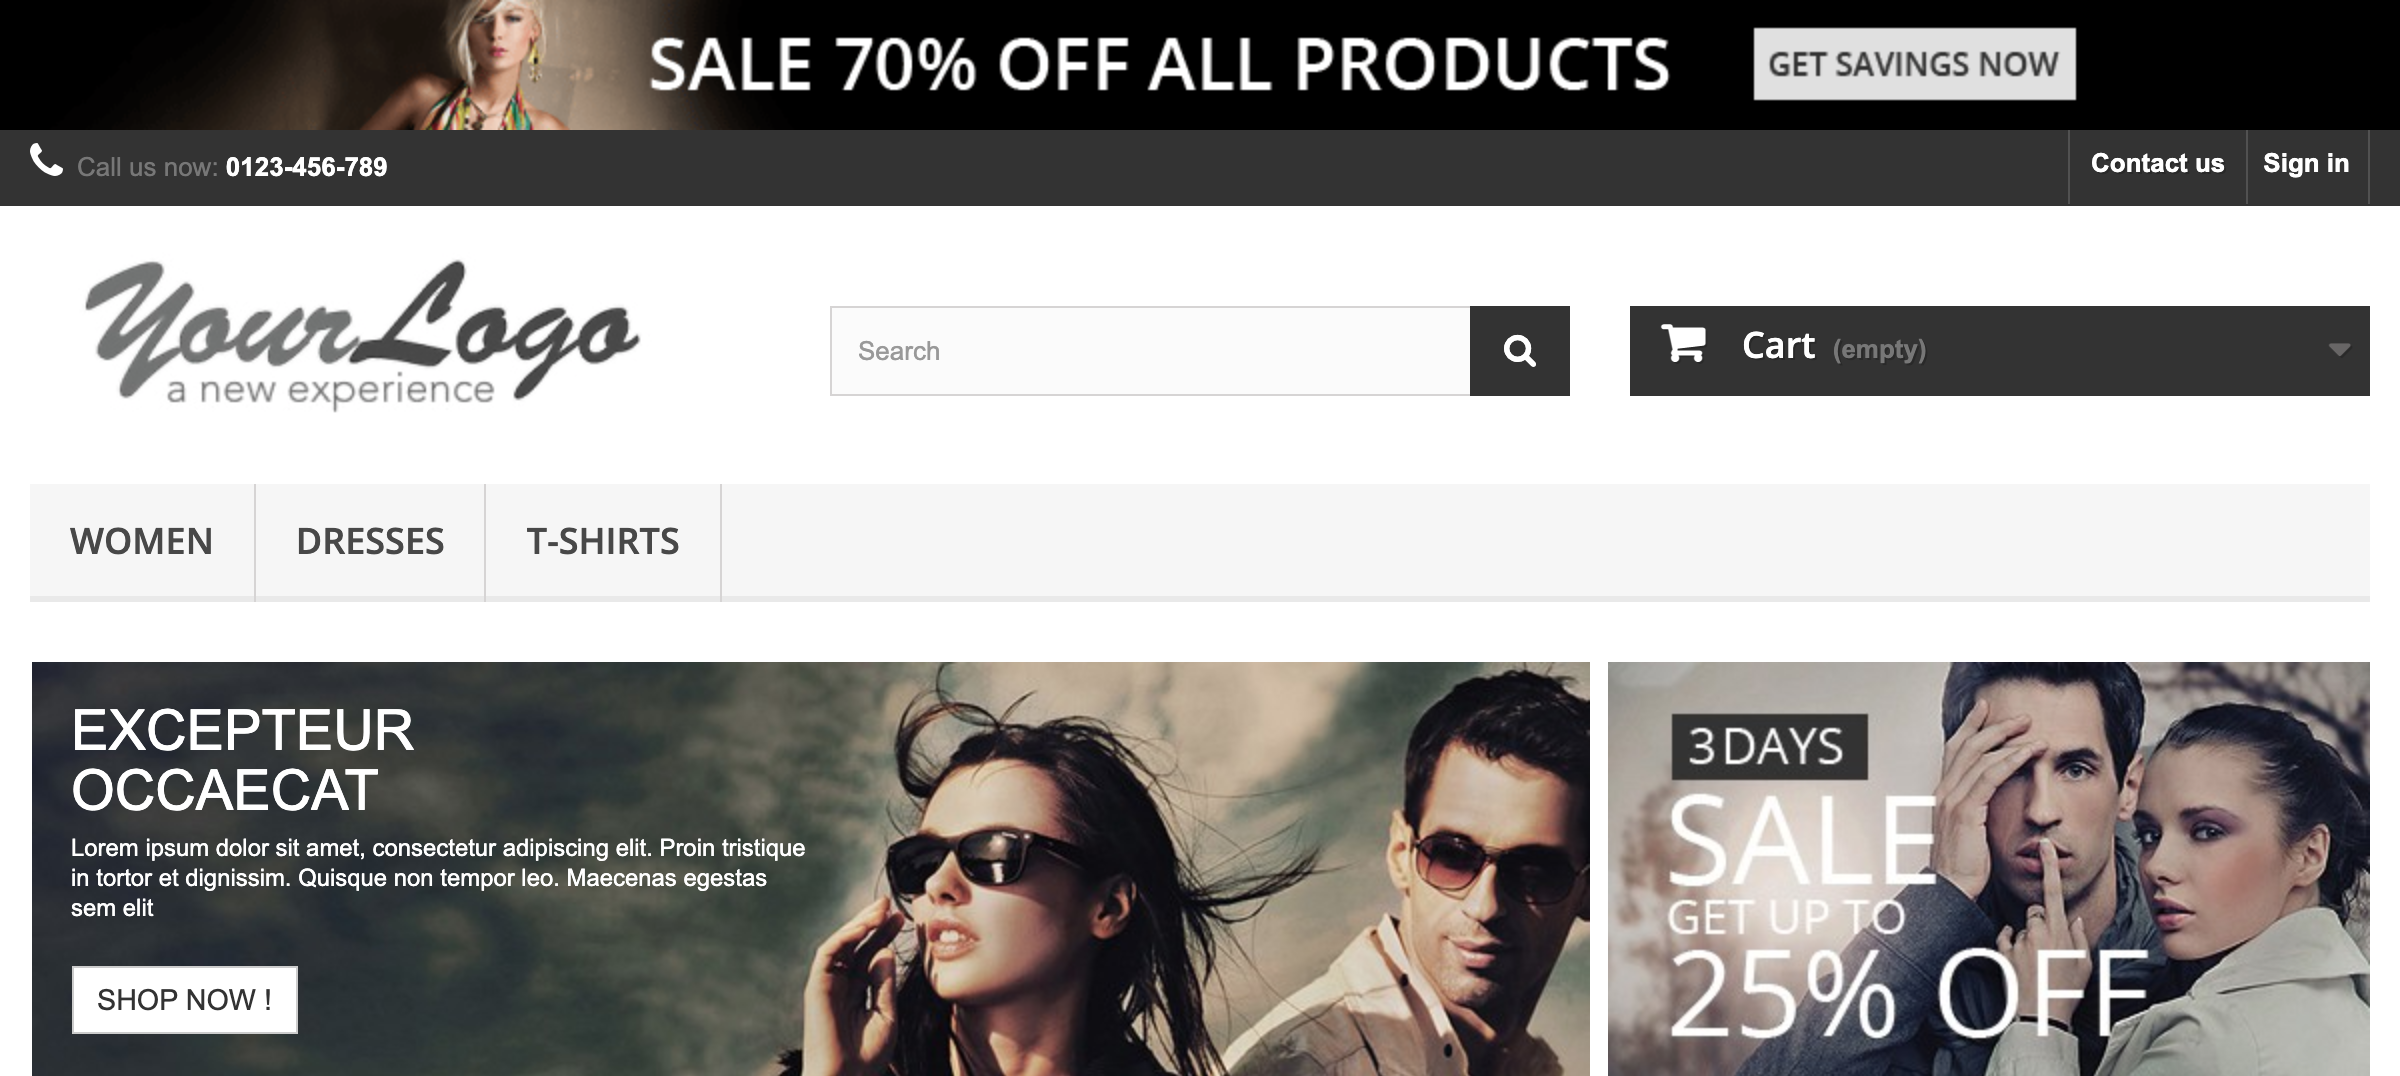 SALE 70% OFF ALL PRODUCTS
GET SAVINGS NOW
Call us now: 0123-456-789
Contact us
Sign in
YourLogo
a new experience
Search
Cart (empty)
WOMEN
DRESSES
T-SHIRTS
EXCEPTEUR
OCCAECAT
Lorem ipsum dolor sit amet, consectetur adipiscing elit. Proin tristique
in tortor et dignissim. Quisque non tempor leo. Maecenas egestas
sem elit
SHOP NOW !
3 DAYS
SALE
GET UP TO
25% OFF